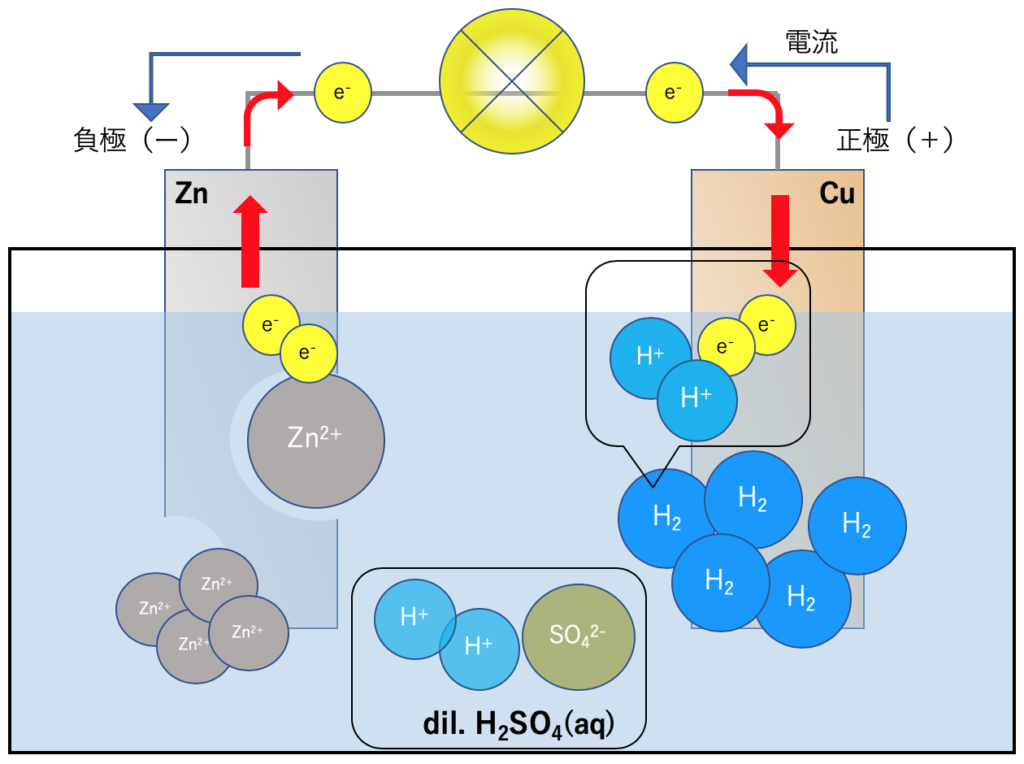 電流
e⁻
e⁻
負極（－）
正極（＋）
Zn
Cu
e⁻
e⁻
e⁻
e⁻
H⁺
H⁺
Zn²⁺
H₂
H₂
H₂
H₂
H₂
Zn²⁺
Zn²⁺
Zn²⁺
Zn²⁺
H⁺
H⁺
SO₄²⁻
dil. H₂SO₄(aq)